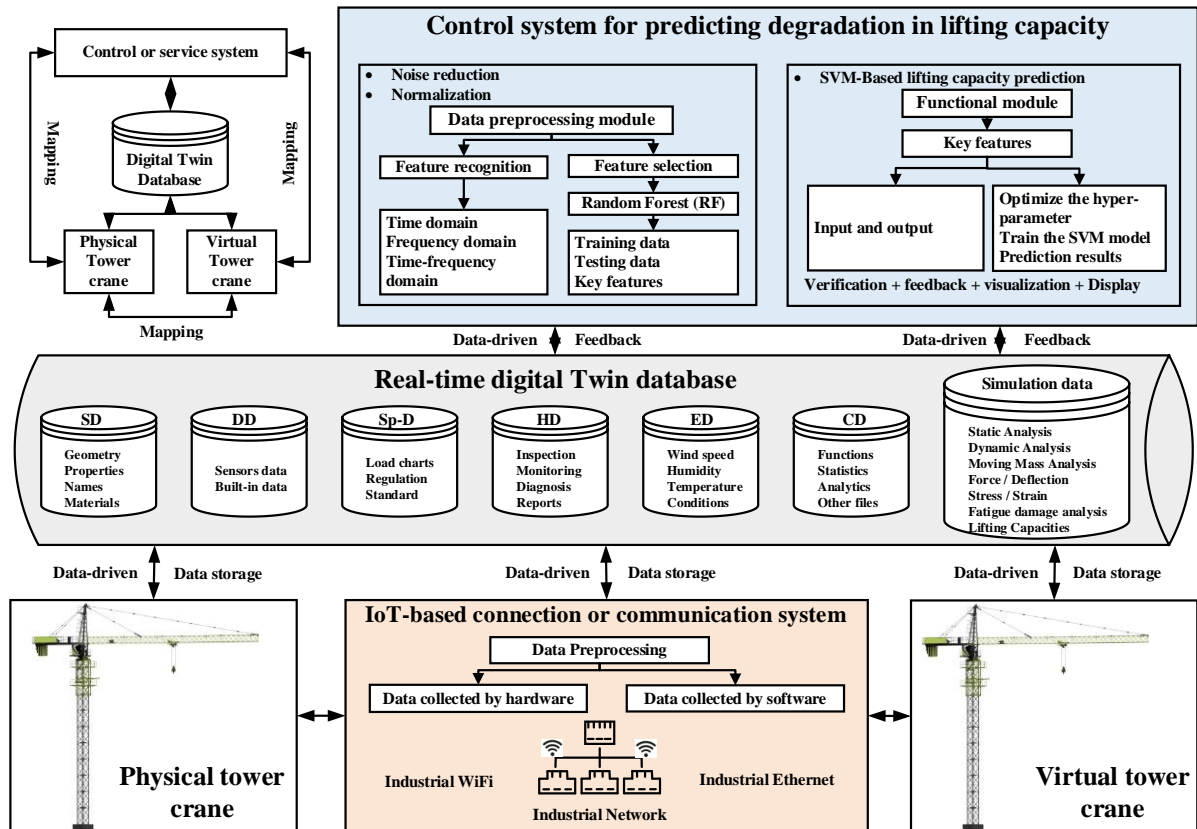 Control or service system
Mapping
Mapping
Digital Twin
Database
Physical
Tower
crane
Virtual
Tower
crane
Mapping
Control system for predicting degradation in lifting capacity
• Noise reduction
• Normalization
Data preprocessing module
Feature recognition
Feature selection
Random Forest (RF)
Time domain
Frequency domain
Time-frequency
domain
Training data
Testing data
Key features
• SVM-Based lifting capacity prediction
Functional module
Key features
Input and output
Optimize the hyper-
parameter
Train the SVM model
Prediction results
Verification + feedback + visualization + Display
Data-driven
Feedback
Data-driven
Feedback
Real-time digital Twin database
SD
Geometry
Properties
Names
Materials
DD
Sensors data
Built-in data
Sp-D
Load charts
Regulation
Standard
HD
Inspection
Monitoring
Diagnosis
Reports
ED
Wind speed
Humidity
Temperature
Conditions
CD
Functions
Statistics
Analytics
Other files
Simulation data
Static Analysis
Dynamic Analysis
Moving Mass Analysis
Force / Deflection
Stress / Strain
Fatigue damage analysis
Lifting Capacities
Data-driven
Data storage
Data-driven
Data storage
Data-driven
Data storage
Physical tower
crane
IoT-based connection or communication system
Data Preprocessing
Data collected by hardware
Data collected by software
Industrial WiFi
Industrial Ethernet
Industrial Network
Virtual tower
crane